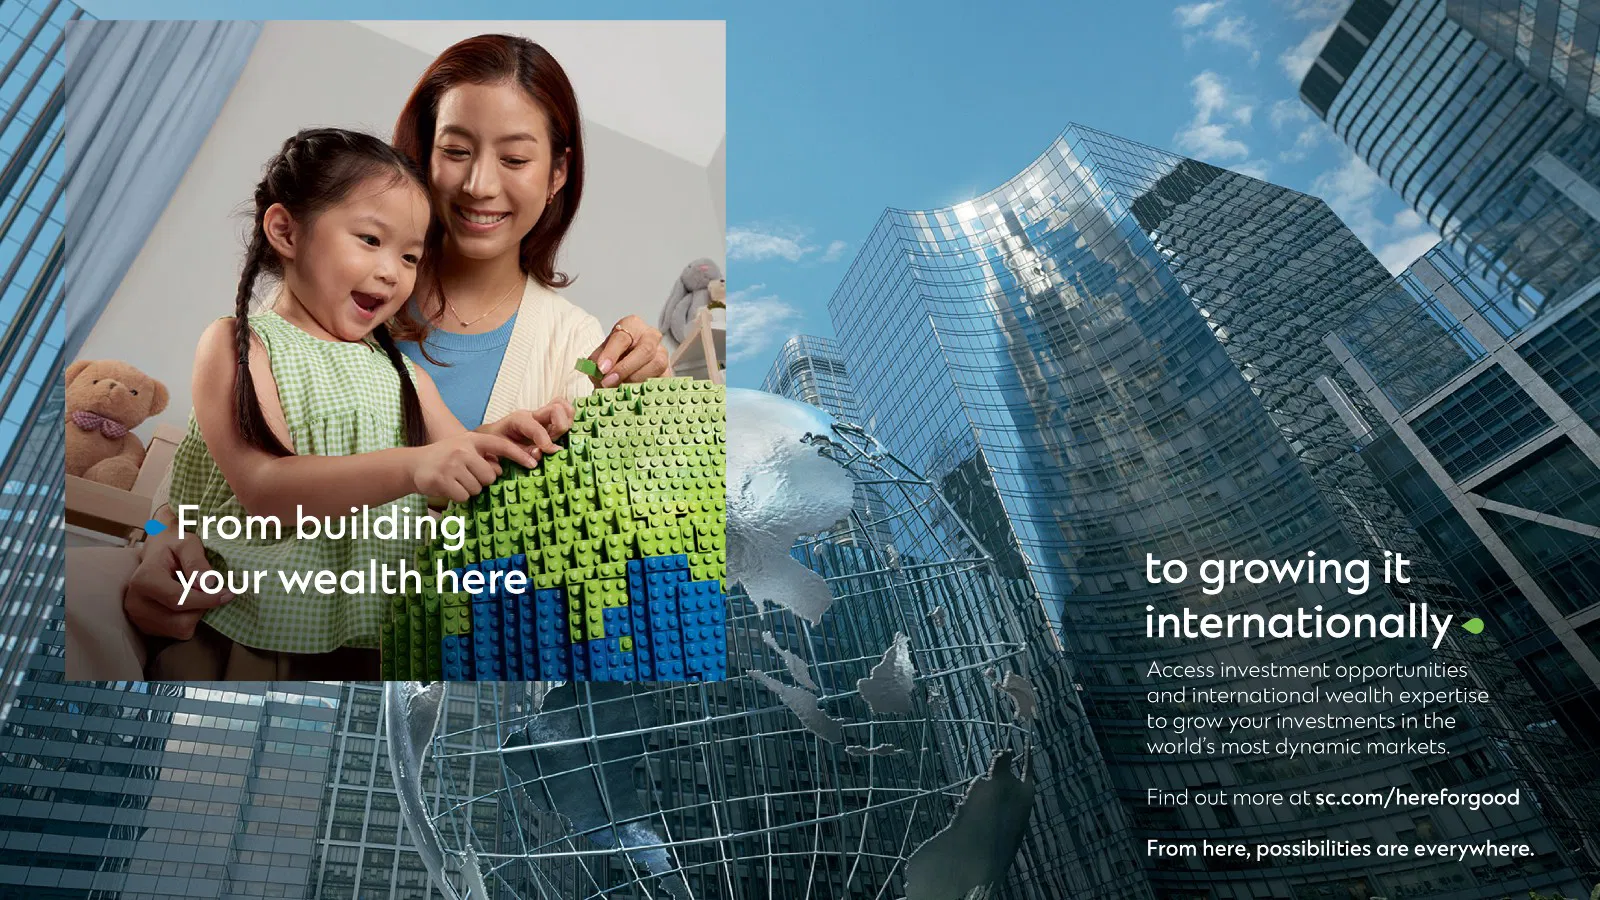 From building
your wealth here
to growing it
internationally
Access investment opportunities
and international wealth expertise
to grow your investments in the
world's most dynamic markets.
Find out more at sc.com/hereforgood
From here, possibilities are everywhere.